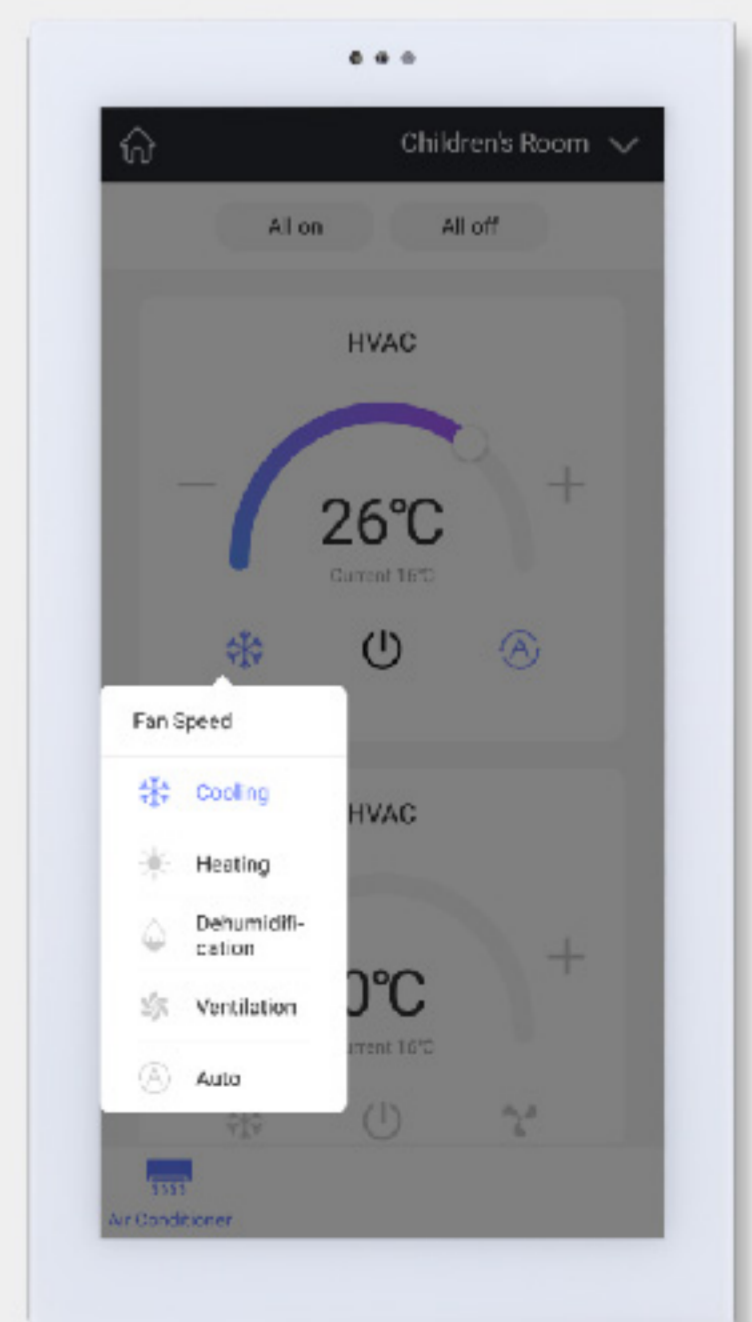 Children's Room
All on
All off
HVAC
26℃
Current 16℃
Fan Speed
Cooling
Heating
Dehumidifi-
cation
Ventilation
Auto
HVAC
0℃
urrent 16℃
Air Conditioner